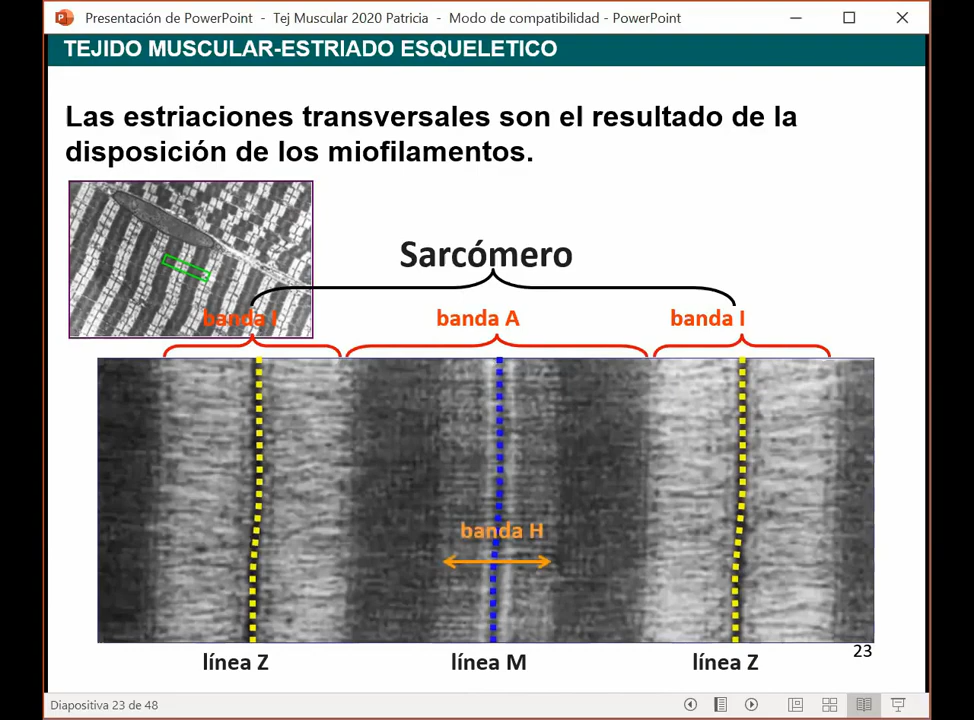 Presentación de PowerPoint - Tej Muscular 2020 Patricia - Modo de compatibilidad - PowerPoint
TEJIDO MUSCULAR-ESTRIADO ESQUELETICO
Las estriaciones transversales son el resultado de la
disposición de los miofilamentos.
Sarcómero
banda I banda A banda I
banda H
línea Z línea M línea Z
23
Diapositiva 23 de 48